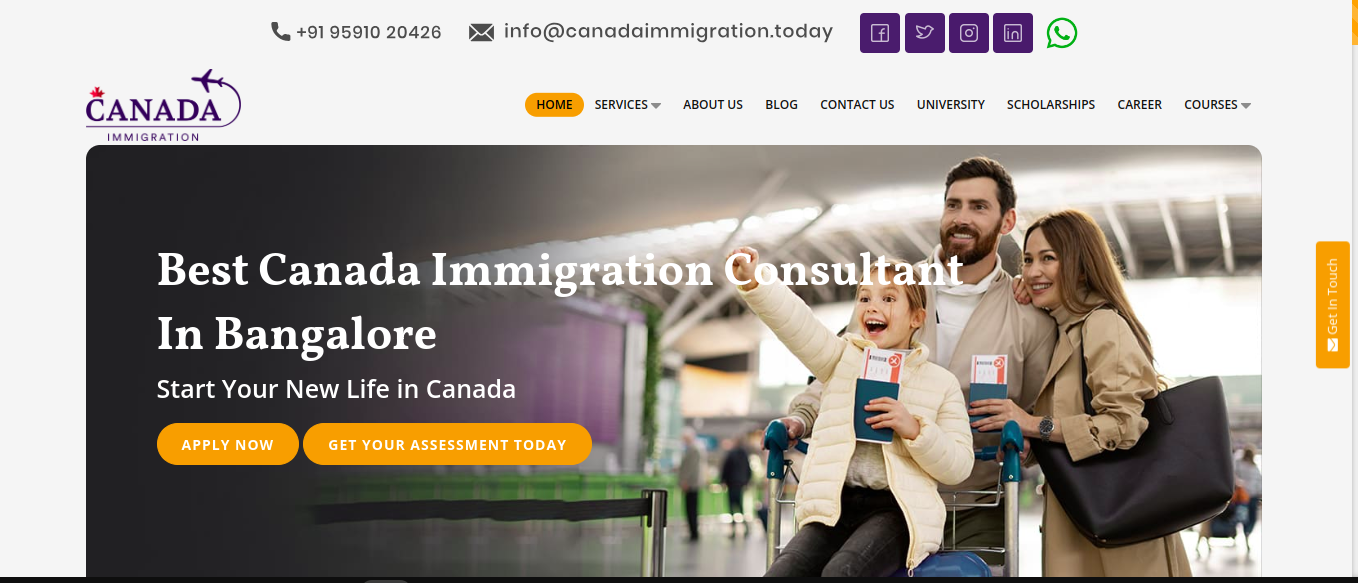 +91 95910 20426 info@canadaimmigration.today
CANADA
IMMIGRATION
HOME SERVICES ABOUT US BLOG CONTACT US UNIVERSITY SCHOLARSHIPS CAREER COURSES
Best Canada Immigration Consultant
In Bangalore
Start Your New Life in Canada
APPLY NOW GET YOUR ASSESSMENT TODAY
Get In Touch